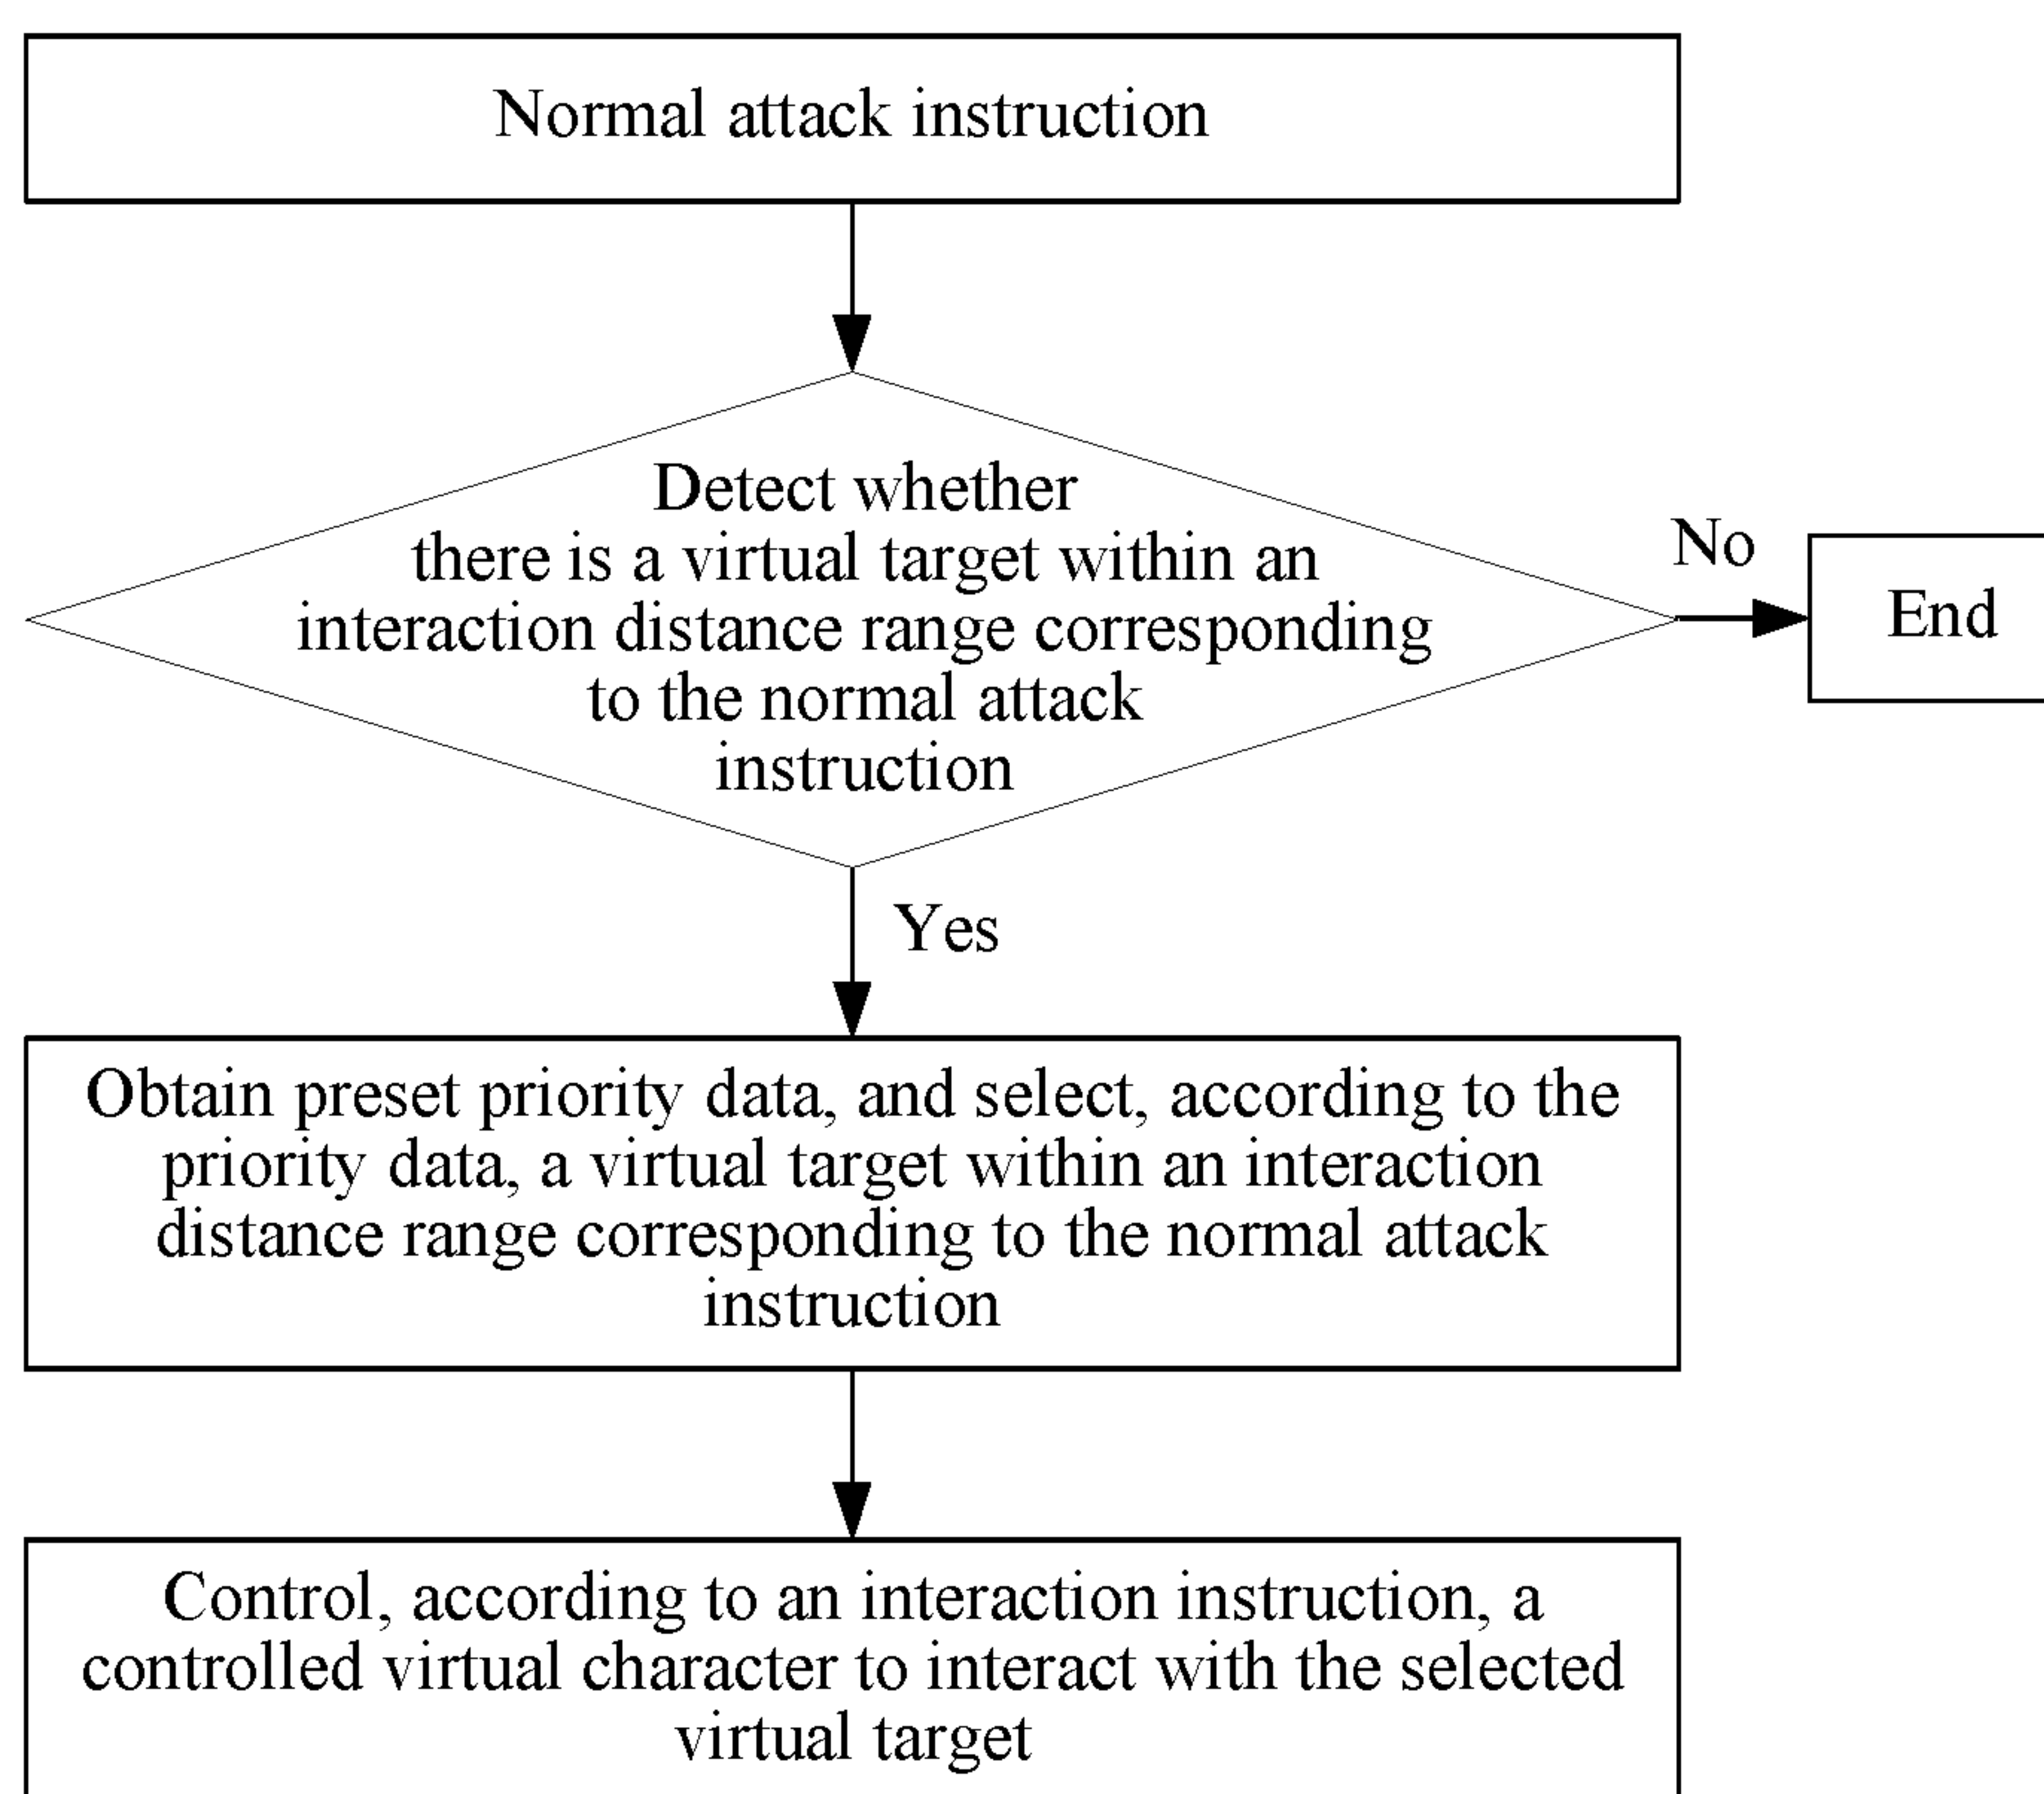 Normal attack instruction
Detect whether
there is a virtual target within an
interaction distance range corresponding
to the normal attack
instruction
No
End
Yes
Obtain preset priority data, and select, according to the
priority data, a virtual target within an interaction
distance range corresponding to the normal attack
instruction
Control, according to an interaction instruction, a
controlled virtual character to interact with the selected
virtual target